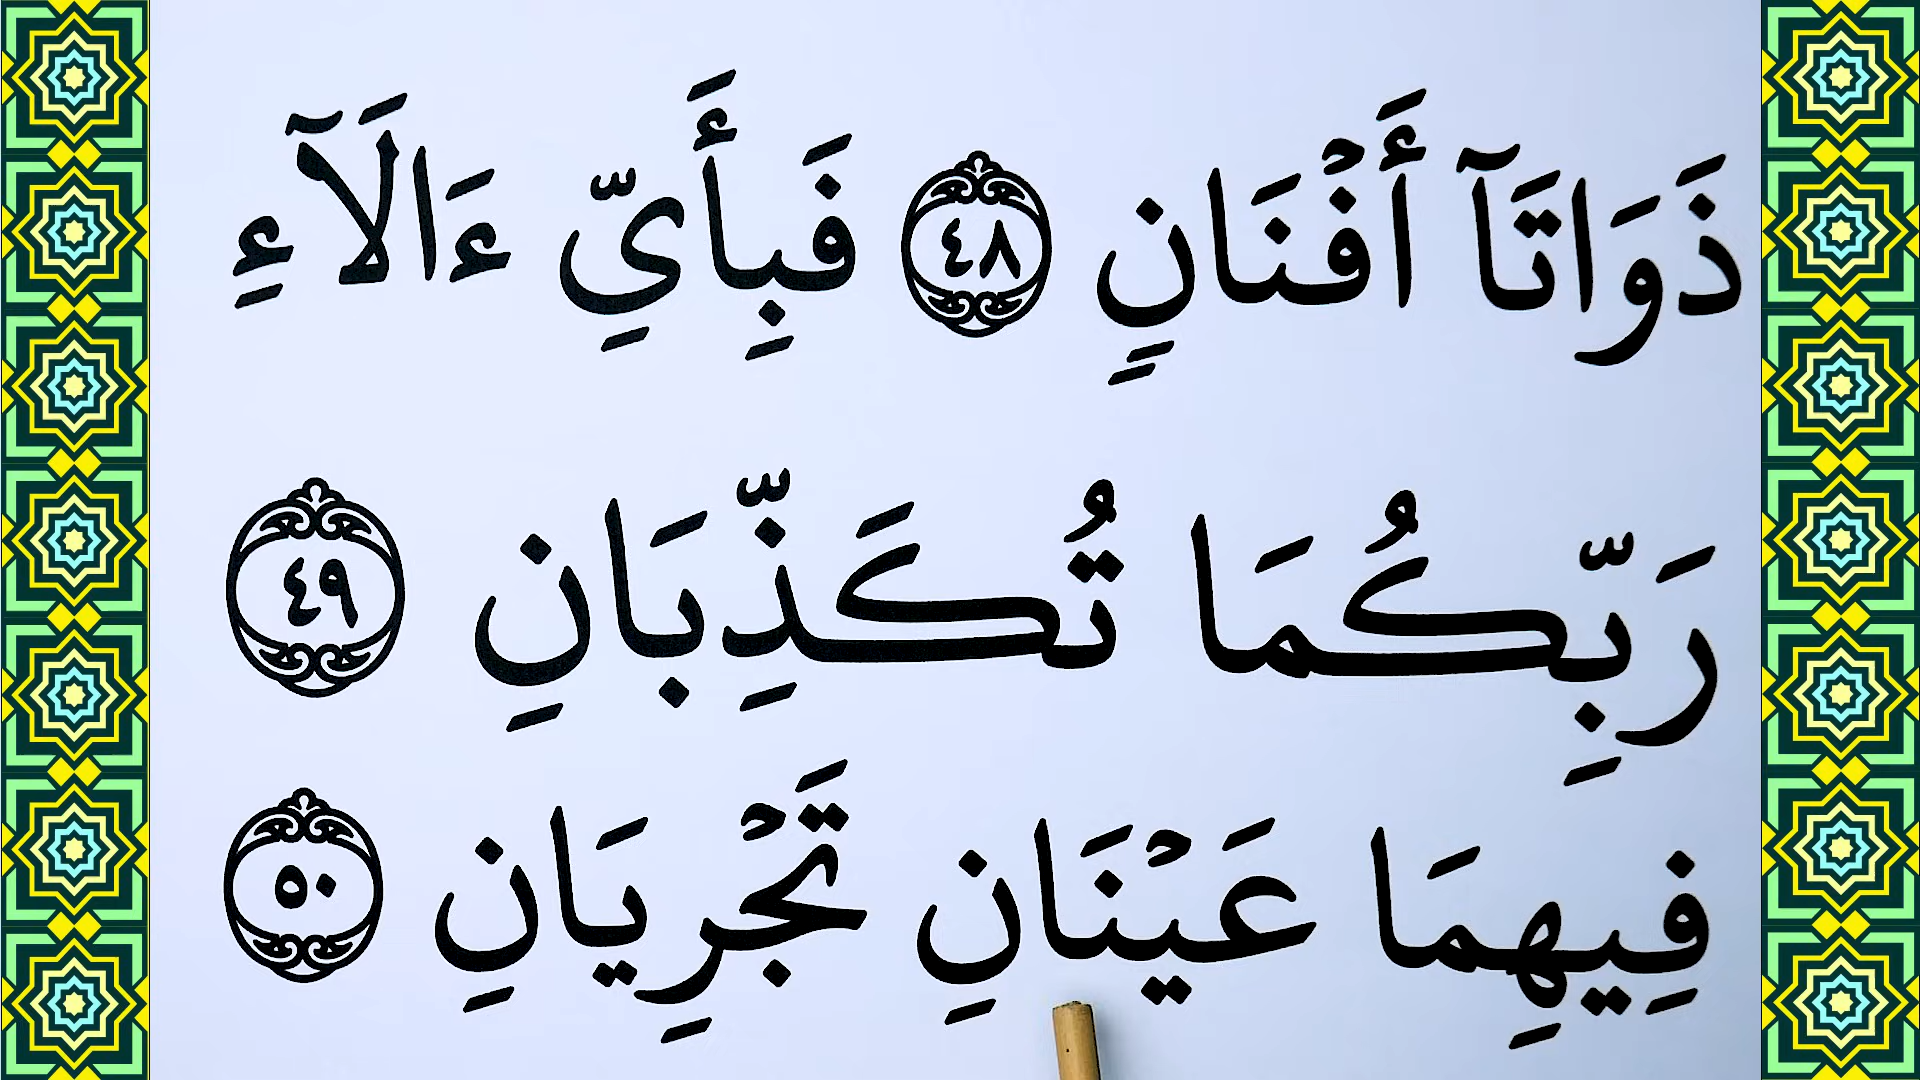 ذَوَاتَآ أَفۡنَانٍ ٤٨ فَبِأَيِّ ءَالَآءِ
رَبِّكُمَا تُكَذِّبَانِ ٤٩
فِيهِمَا عَيۡنَانِ تَجۡرِيَانِ ٥٠